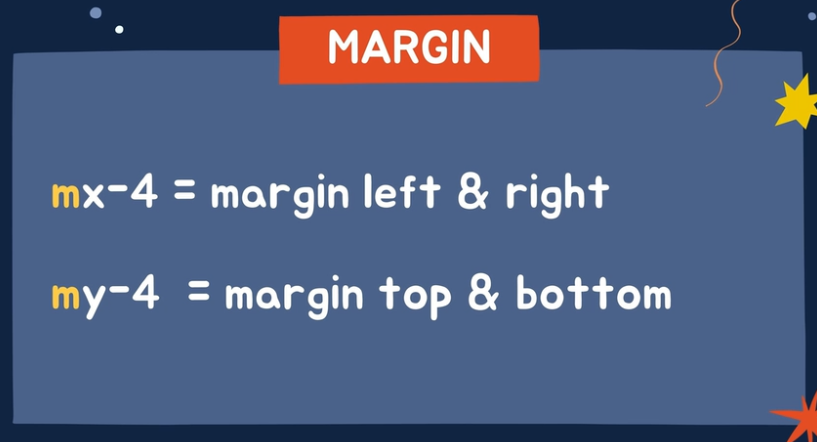 MARGIN
mx-4 = margin left & right
my-4 = margin top & bottom